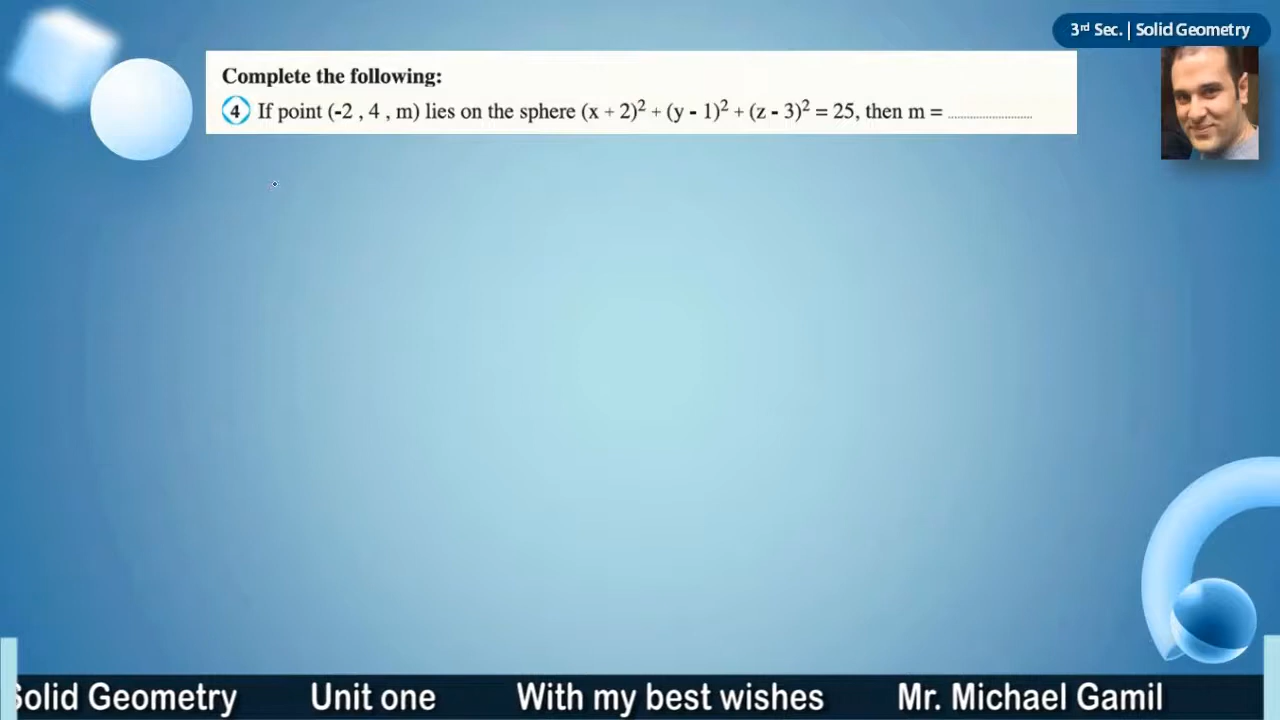 3rd Sec. | Solid Geometry
Complete the following:
4 If point (-2 , 4 , m) lies on the sphere (x + 2)² + (y - 1)² + (z - 3)² = 25, then m = ........................
Solid Geometry Unit one With my best wishes Mr. Michael Gamil